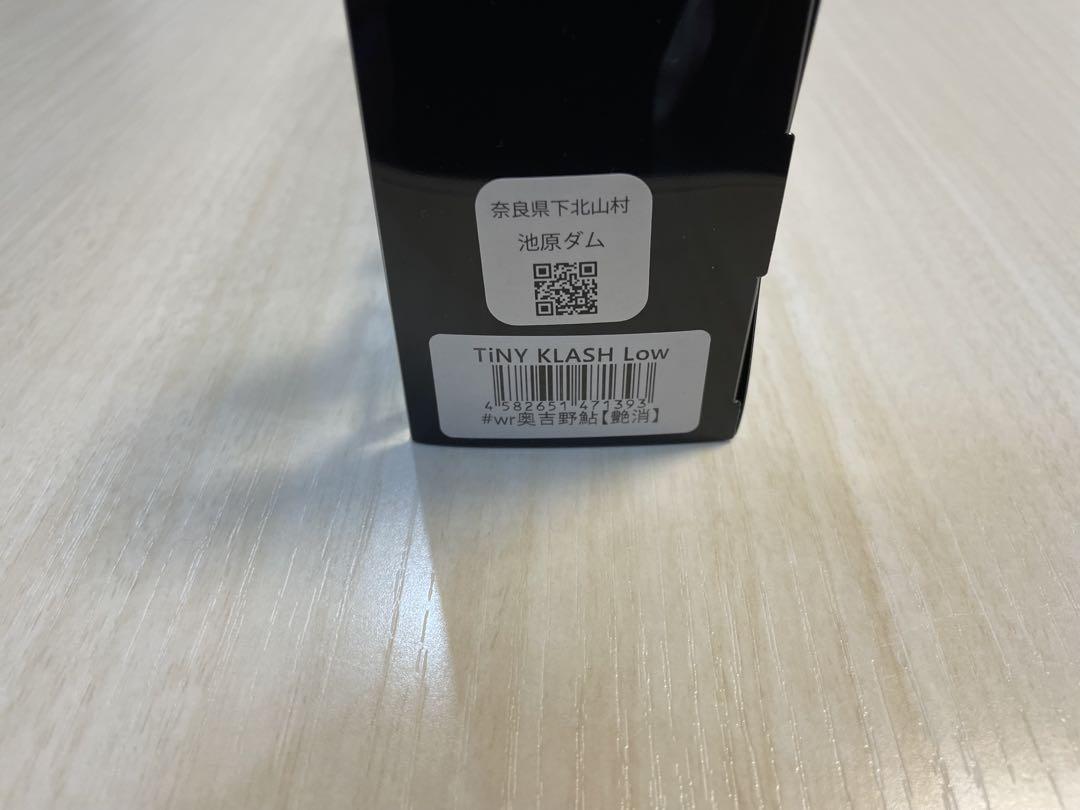 奈良県下北山村
池原ダム
TiNY KLASH Low
4 582651 471393
#wr奥吉野鮎【艶消】